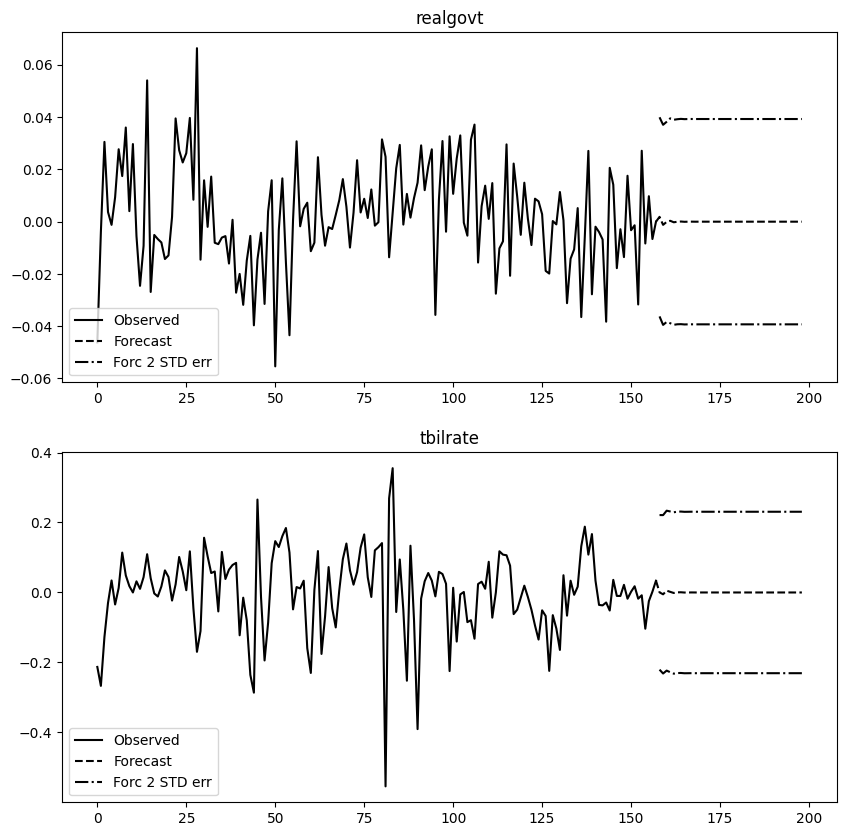 realgovt
0.06
0.04
0.02
0.00
−0.02
−0.04
−0.06
Observed
Forecast
Forc 2 STD err
0 25 50 75 100 125 150 175 200
tbilrate
0.4
0.2
0.0
−0.2
−0.4
Observed
Forecast
Forc 2 STD err
0 25 50 75 100 125 150 175 200